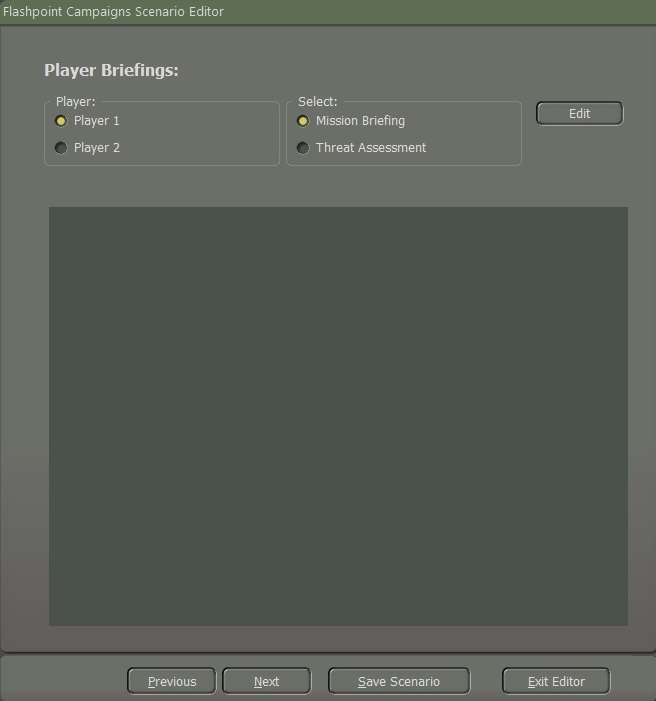 Flashpoint Campaigns Scenario Editor
Player Briefings:
Player:
Player 1
Player 2
Select:
Mission Briefing
Threat Assessment
Edit
Previous
Next
Save Scenario
Exit Editor